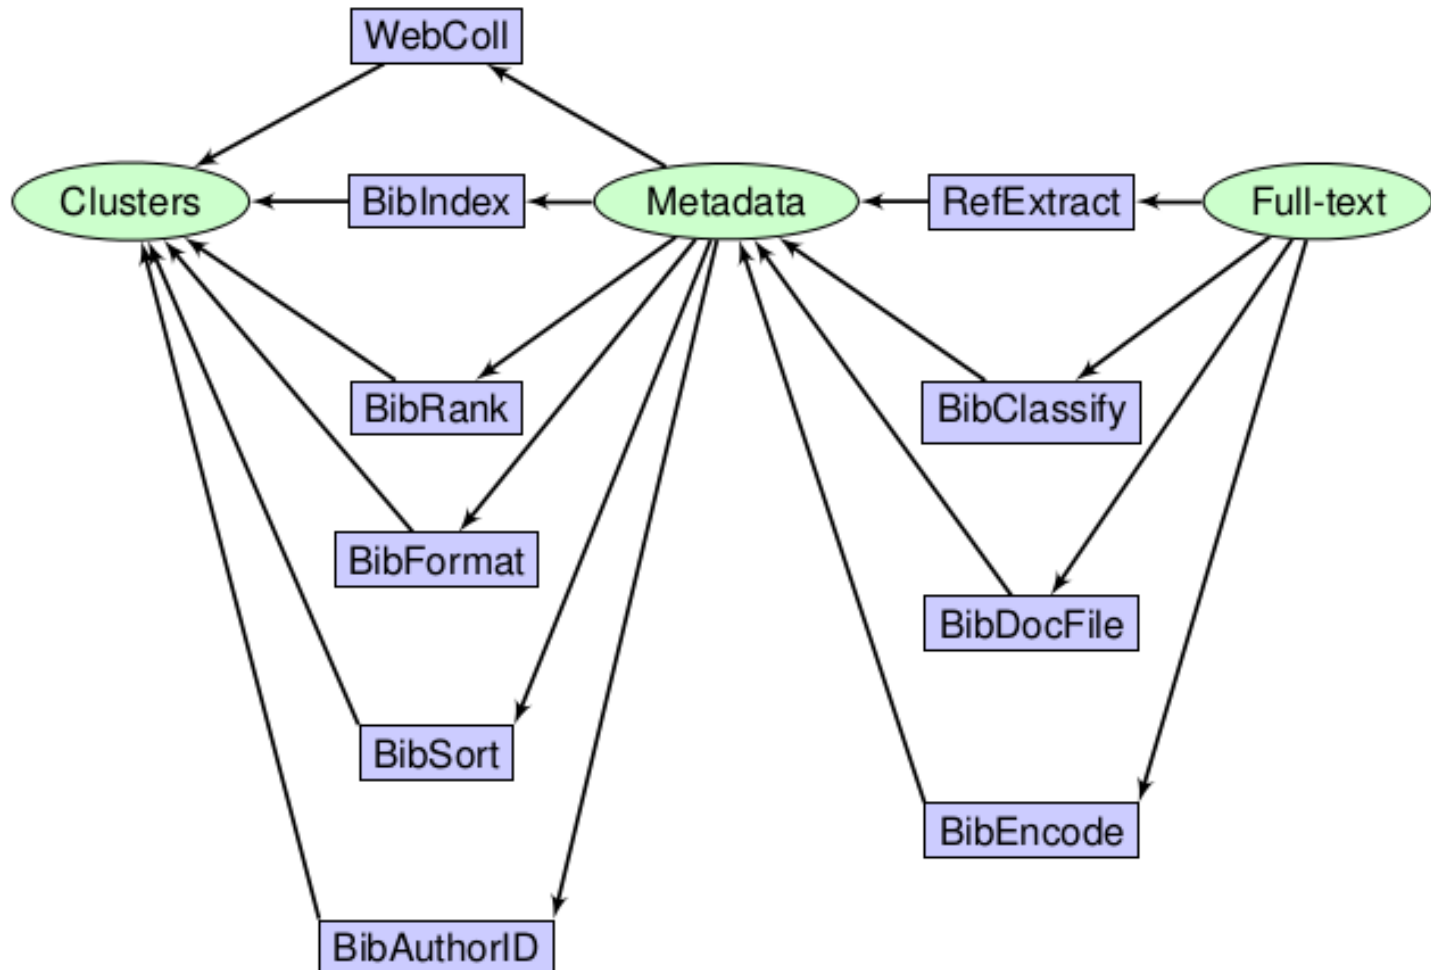 WebColl
Clusters
BibIndex
Metadata
RefExtract
Full-text
BibRank
BibClassify
BibFormat
BibDocFile
BibSort
BibEncode
BibAuthorID